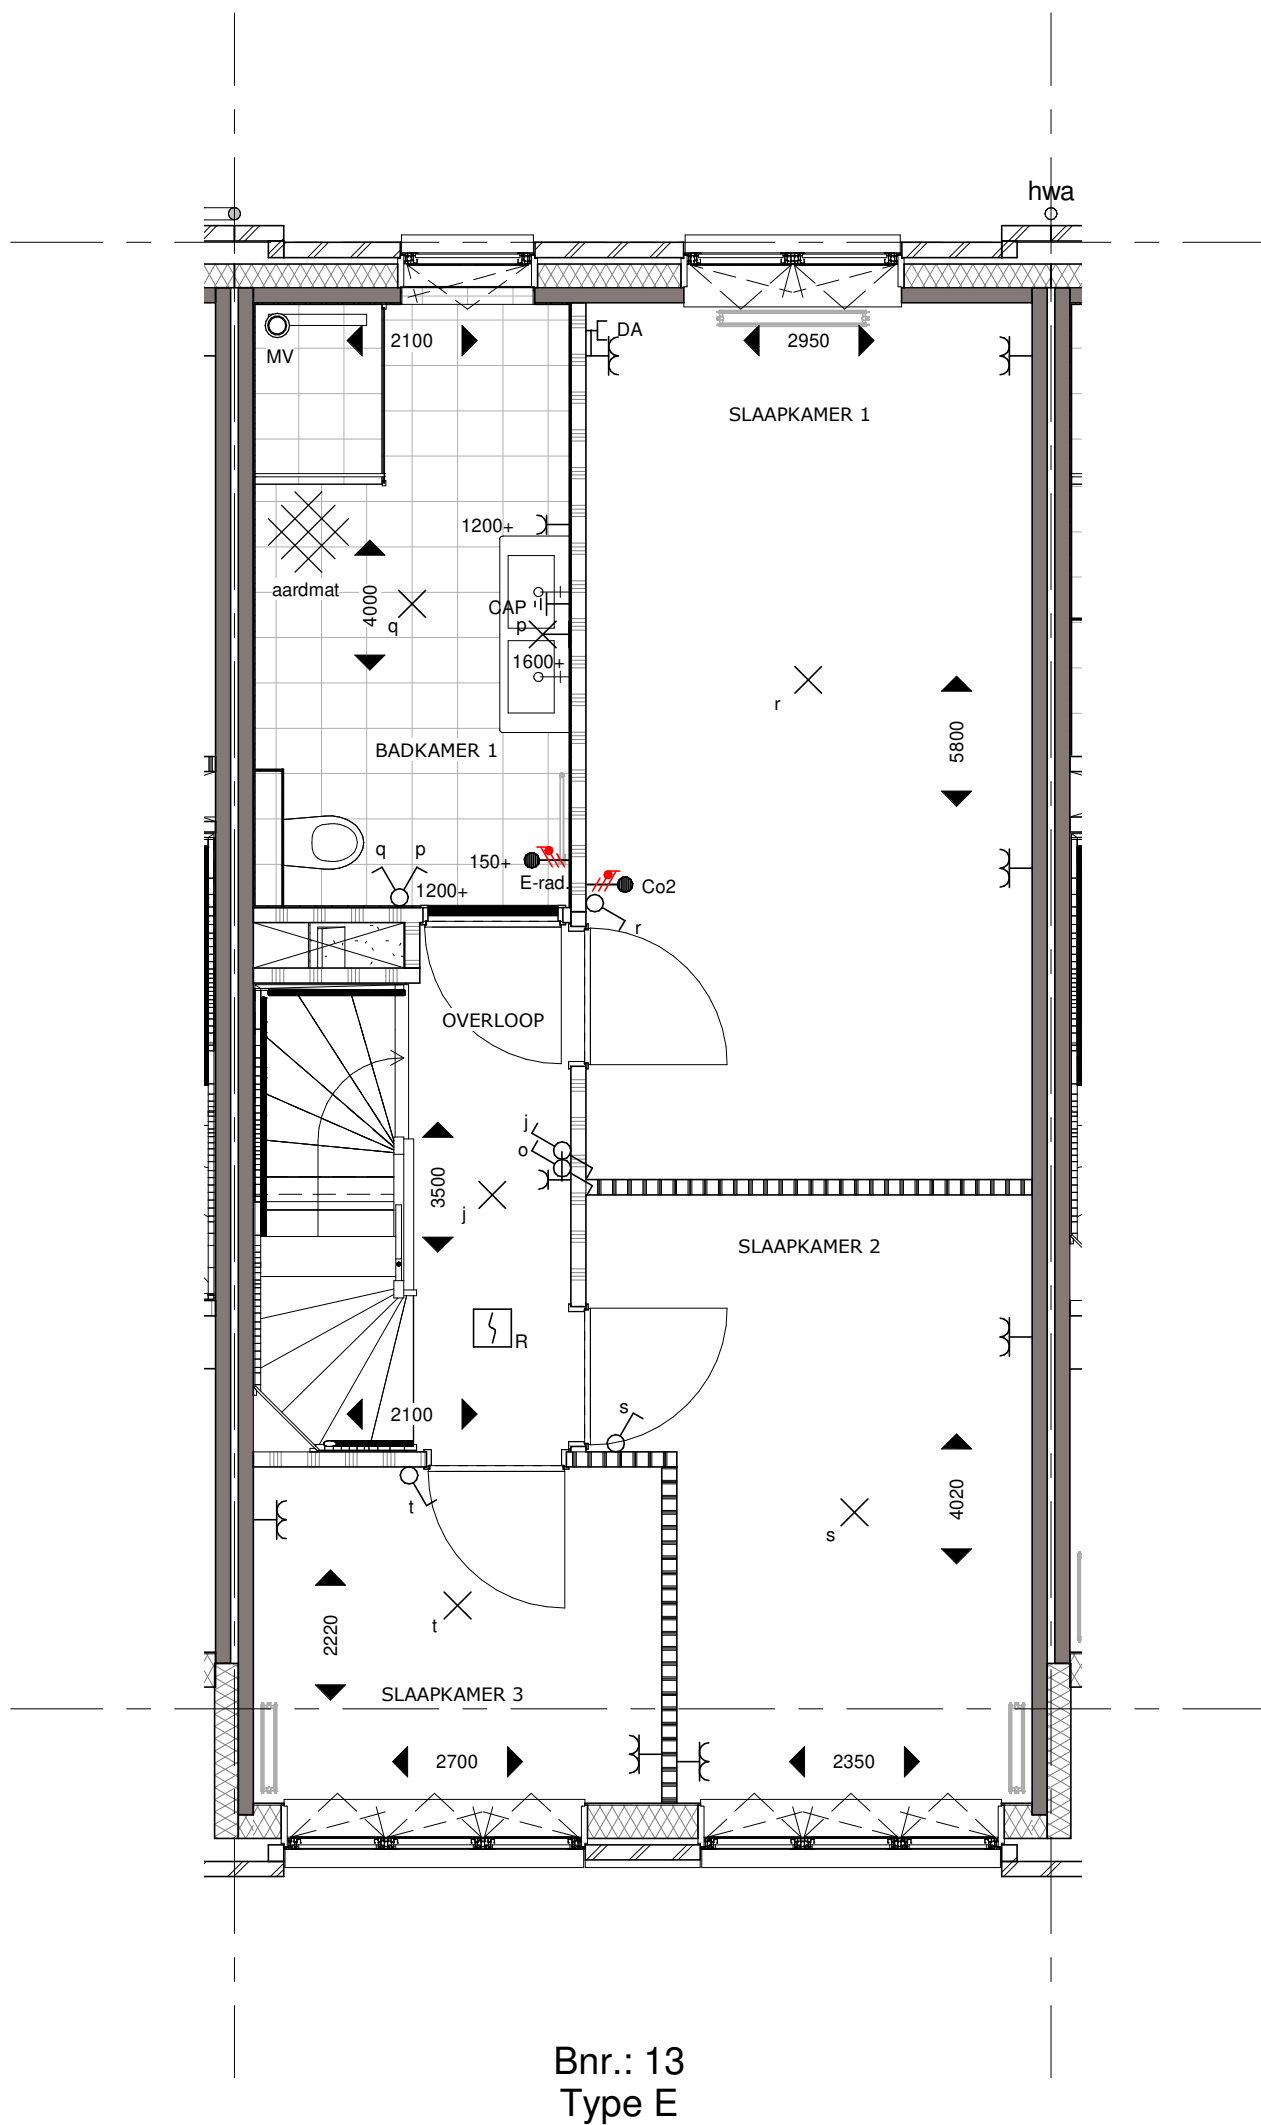 hwa
DA
MV
2100
2950
SLAAPKAMER 1
1200+
aardmat
4000
CAP
q
p
1600+
r
5800
BADKAMER 1
q p
150+
E-rad.
1200+
Co2
r
OVERLOOP
j
o
3500
j
SLAAPKAMER 2
R
2100
s
t
4020
s
2220
t
SLAAPKAMER 3
2700
2350
Bnr.: 13
Type E